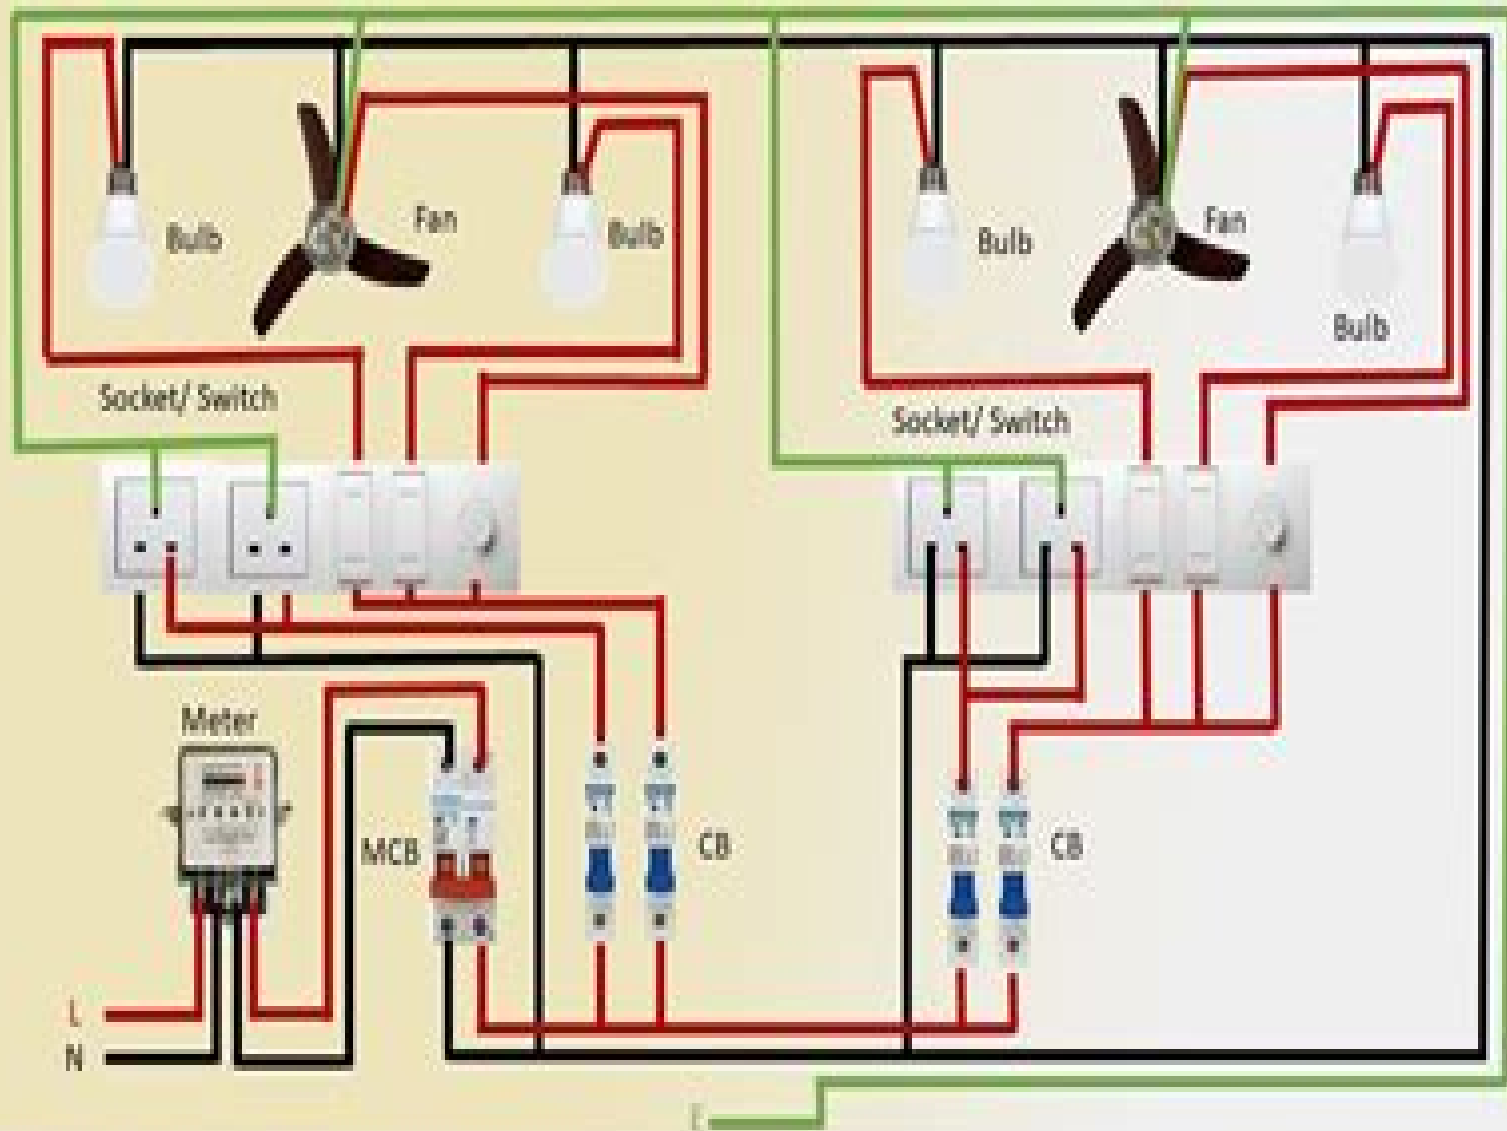 Bulb
Fan
Bulb
Bulb
Fan
Bulb
Socket/ Switch
Socket/ Switch
Meter
MCB
CB
CB
L
N
E